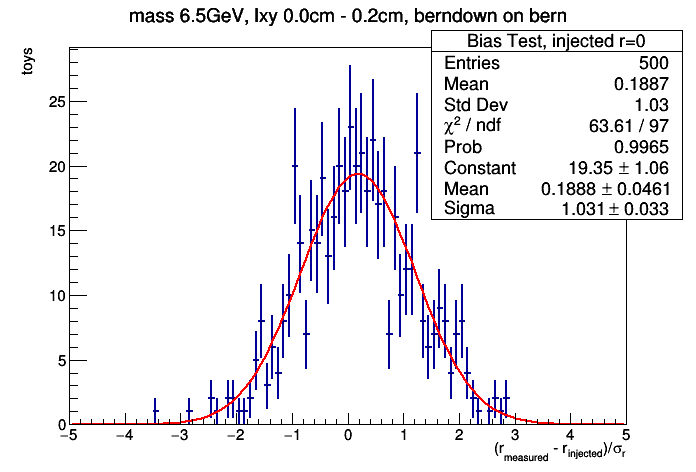 mass 6.5GeV, lxy 0.0cm - 0.2cm, berndown on bern
Bias Test, injected r=0
Entries 500
Mean 0.1887
Std Dev 1.03
χ² / ndf 63.61 / 97
Prob 0.9965
Constant 19.35 ± 1.06
Mean 0.1888 ± 0.0461
Sigma 1.031 ± 0.033
toys
25
20
15
10
5
0
−5 −4 −3 −2 −1 0 1 2 3 4 5
(r_measured - r_injected)/σ_r